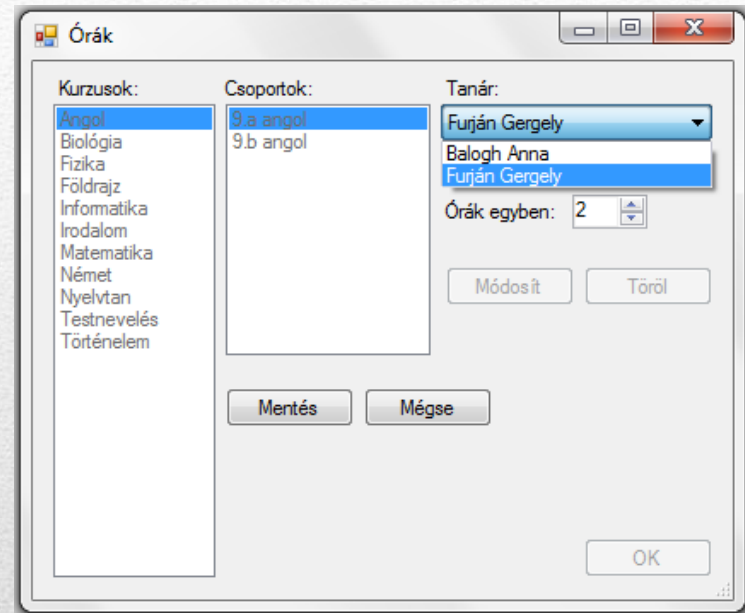 Órák
Kurzusok:
Angol
Biológia
Fizika
Földrajz
Informatika
Irodalom
Matematika
Német
Nyelvtan
Testnevelés
Történelem
Csoportok:
9.a angol
9.b angol
Tanár:
Furján Gergely
Balogh Anna
Furján Gergely
Órák egyben: 2
Módosít Töröl
Mentés Mégse
OK